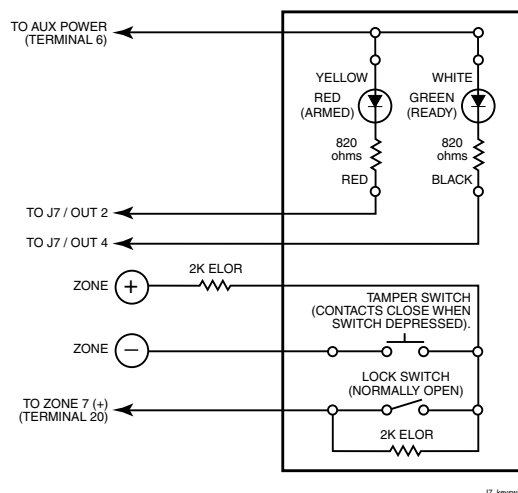 TO AUX POWER
(TERMINAL 6)
YELLOW
WHITE
RED
(ARMED)
GREEN
(READY)
820
ohms
820
ohms
RED
BLACK
TO J7 / OUT 2
TO J7 / OUT 4
2K ELOR
ZONE +
TAMPER SWITCH
(CONTACTS CLOSE WHEN
SWITCH DEPRESSED).
ZONE −
LOCK SWITCH
(NORMALLY OPEN)
TO ZONE 7 (+)
(TERMINAL 20)
2K ELOR